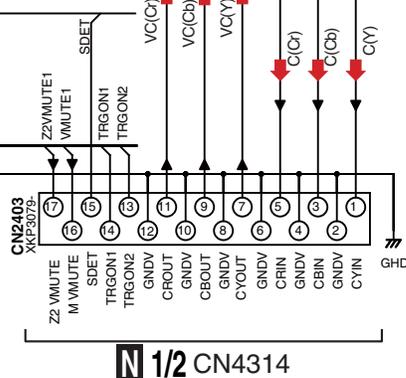 VC(Cr)
VC(Cb)
VC(Y)
C(Cr)
C(Cb)
C(Y)
SDET
Z2VMUTE1
VMUTE1
TRGON1
TRGON2
CN2403
XKP3079-
17 15 13 11 9 7 5 3 1
16 14 12 10 8 6 4 2
Z2 VMUTE
M VMUTE
SDET
TRGON1
TRGON2
GNDV
CROUT
GNDV
CBOUT
GNDV
CYOUT
GNDV
CRIN
GNDV
CBIN
GNDV
CYIN
GHD
N 1/2 CN4314